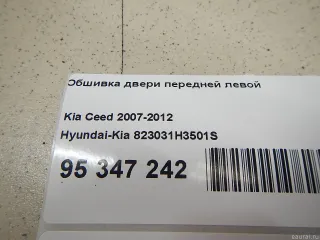 Обшивка двери передней левой
Kia Ceed 2007-2012
Hyundai-Kia 823031H3501S
95 347 242